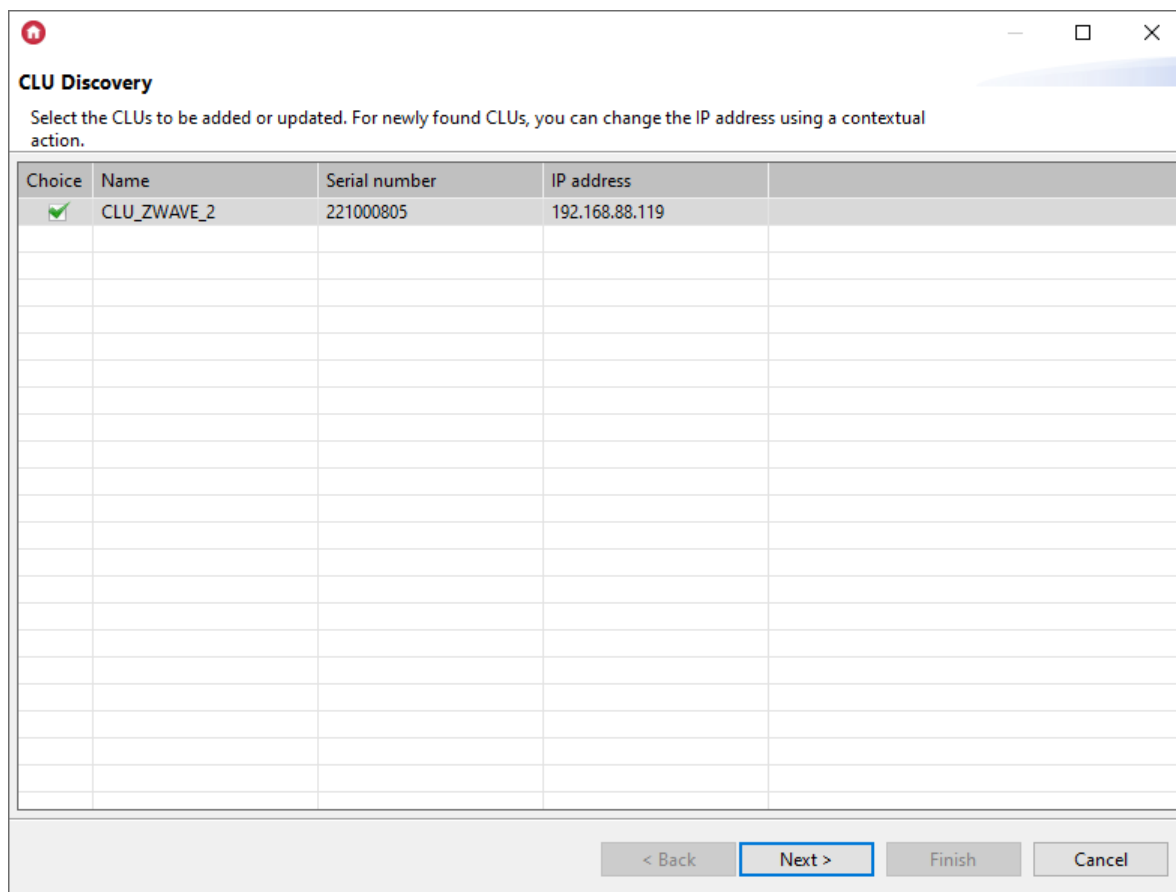 CLU Discovery
Select the CLUs to be added or updated. For newly found CLUs, you can change the IP address using a contextual
action.
Choice Name Serial number IP address
CLU_ZWAVE_2 221000805 192.168.88.119
< Back Next > Finish Cancel